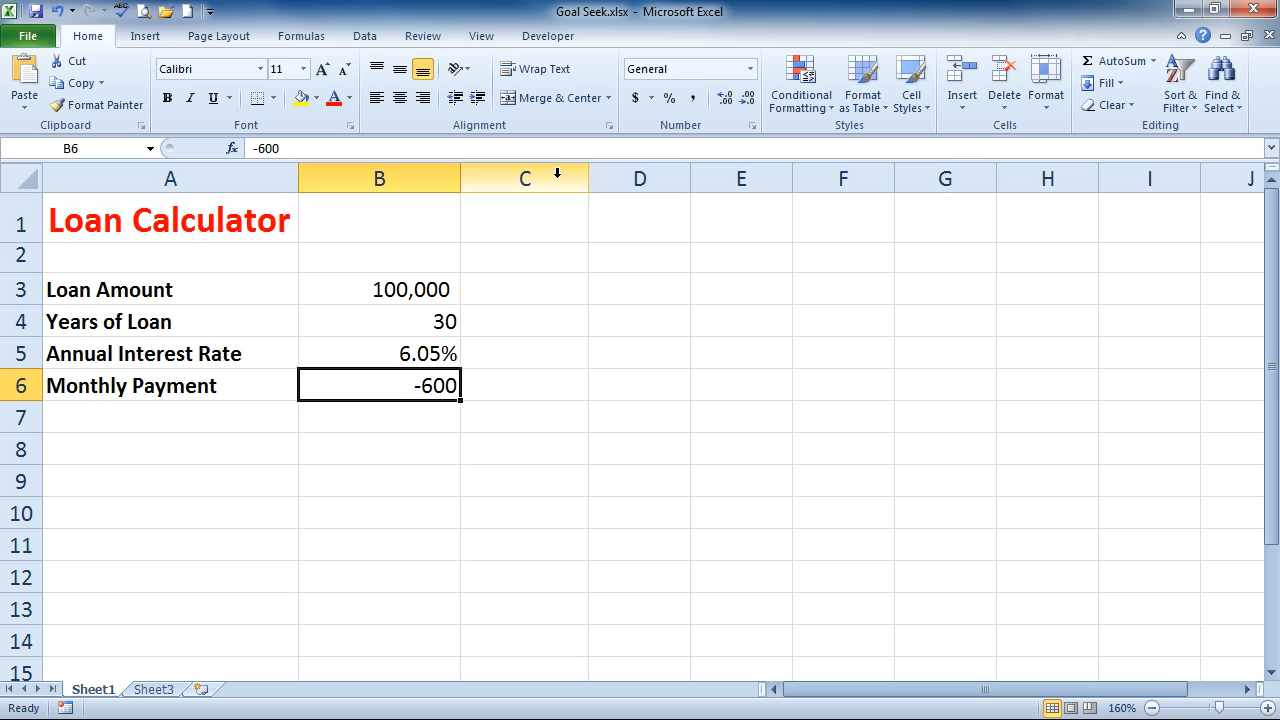 Goal Seek.xlsx - Microsoft Excel
File Home Insert Page Layout Formulas Data Review View Developer
Paste
Cut
Copy
Format Painter
Clipboard
Calibri 11
B I U A
Font
Wrap Text
Merge & Center
Alignment
General
$ % ,
Number
Conditional Formatting
Format as Table
Cell Styles
Styles
Insert Delete Format
Cells
Σ AutoSum
Fill
Clear
Sort & Filter
Find & Select
Editing
B6 fx -600
A B C D E F G H I J
1 Loan Calculator
2
3 Loan Amount 100,000
4 Years of Loan 30
5 Annual Interest Rate 6.05%
6 Monthly Payment -600
7
8
9
10
11
12
13
14
15
Sheet1 Sheet3
Ready 160%